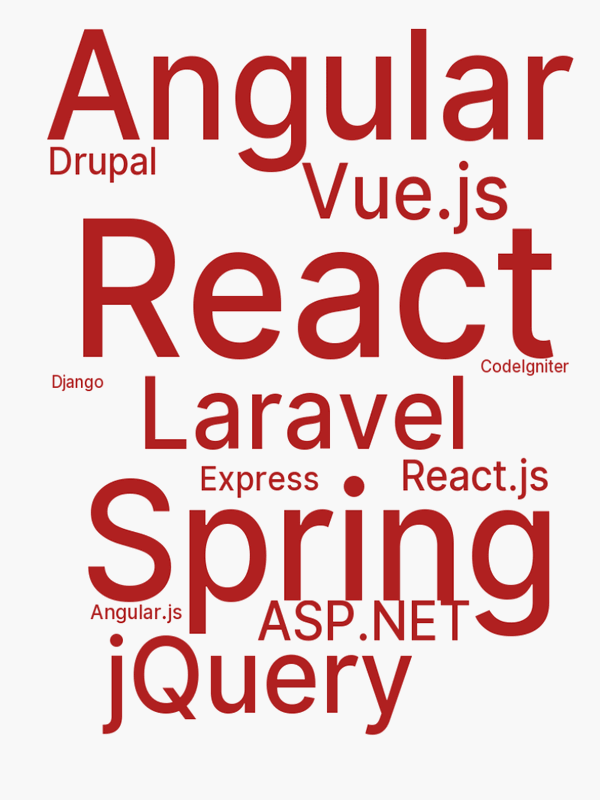 Angular
Drupal
Vue.js
React
CodeIgniter
Django
Laravel
Express
React.js
Spring
Angular.js
ASP.NET
jQuery